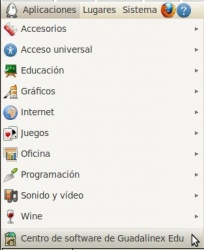 Aplicaciones Lugares Sistema
Accesorios
Acceso universal
Educación
Gráficos
Internet
Juegos
Oficina
Programación
Sonido y vídeo
Wine
Centro de software de Guadalinex Edu